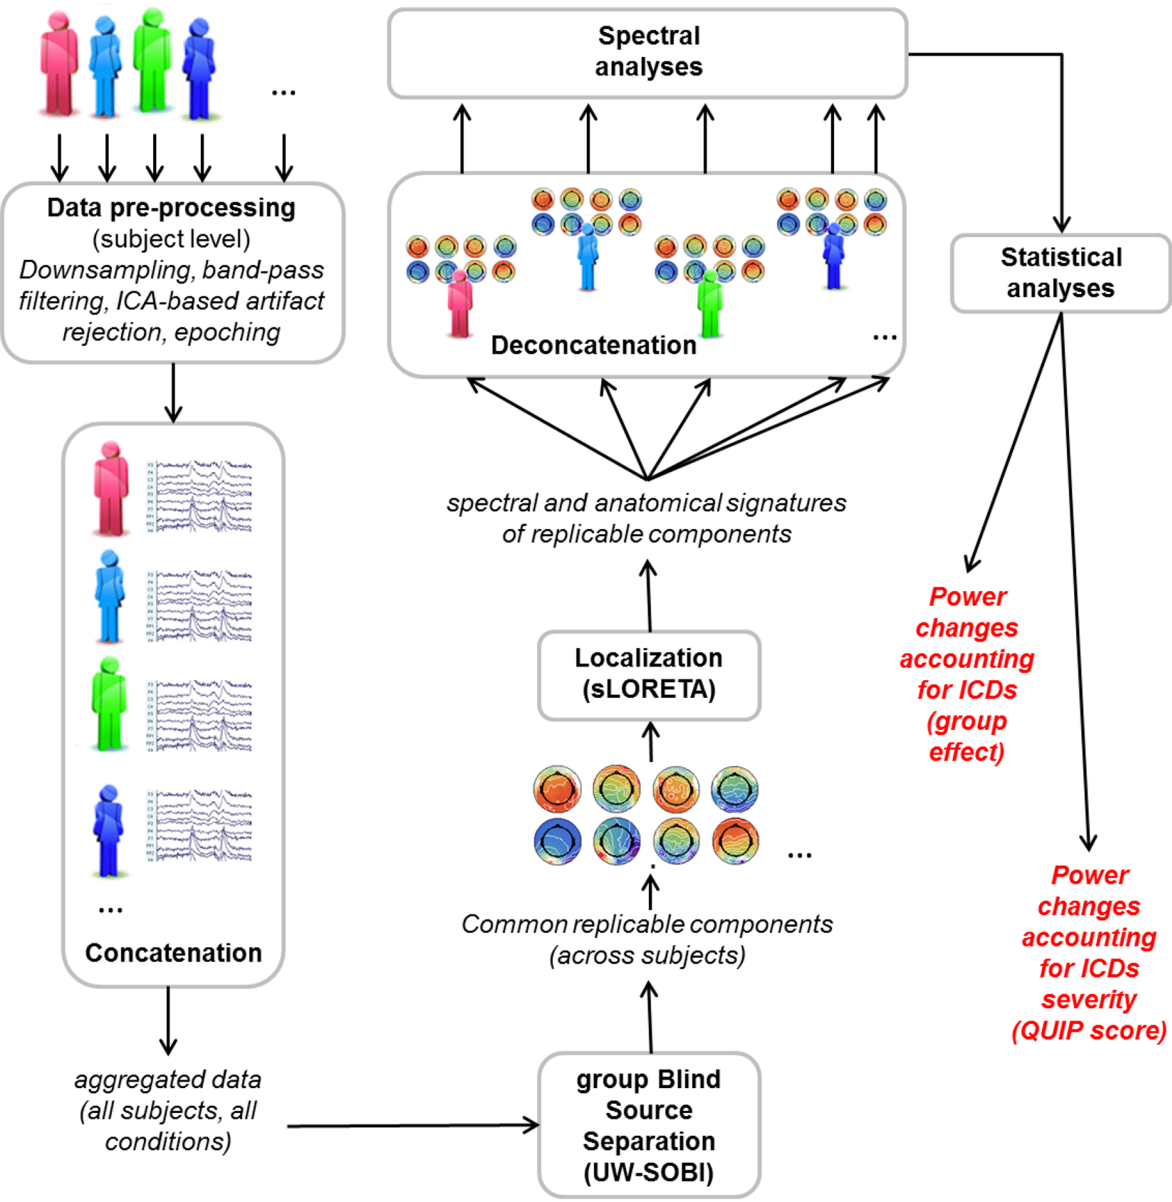 ...
Data pre-processing
(subject level)
Downsampling, band-pass
filtering, ICA-based artifact
rejection, epoching
...
Concatenation
aggregated data
(all subjects, all
conditions)
group Blind
Source
Separation
(UW-SOBI)
Common replicable components
(across subjects)
...
Localization
(sLORETA)
spectral and anatomical signatures
of replicable components
Deconcatenation
...
Spectral
analyses
Statistical
analyses
Power
changes
accounting
for ICDs
(group
effect)
Power
changes
accounting
for ICDs
severity
(QUIP score)